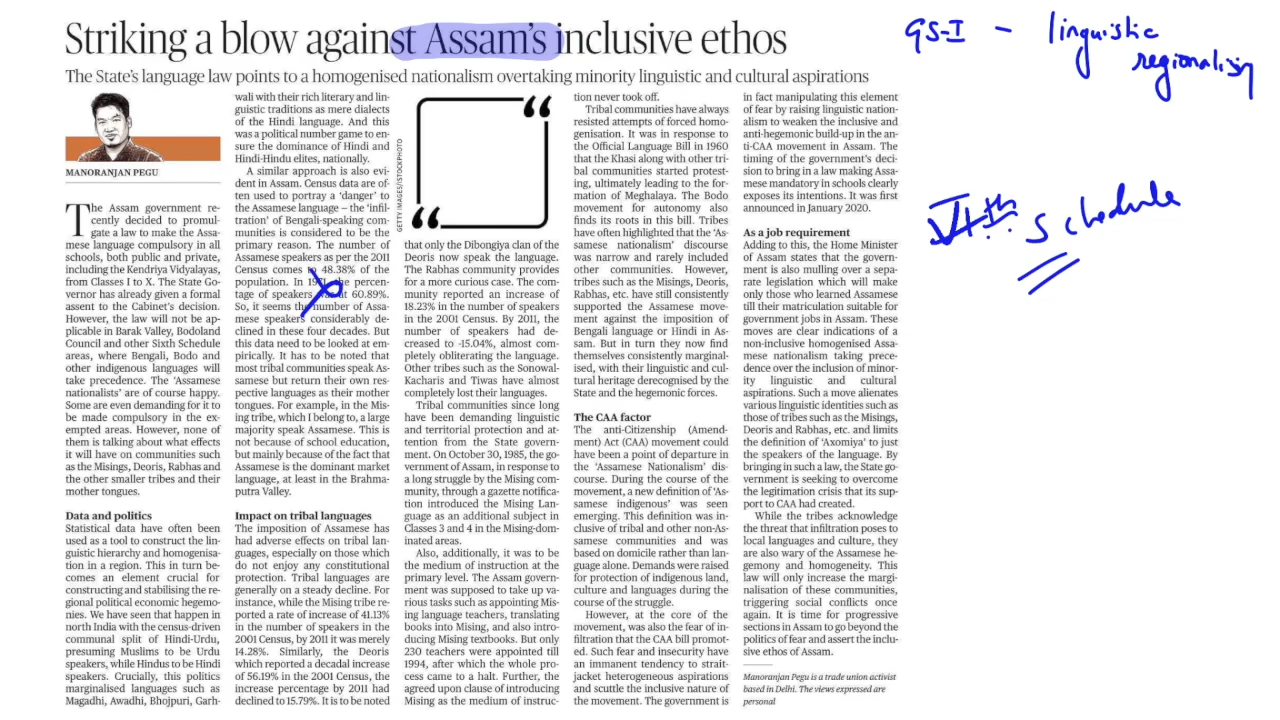 Striking a blow against Assam's inclusive ethos
The State's language law points to a homogenised nationalism overtaking minority linguistic and cultural aspirations
MANORANJAN PEGU
The Assam government re-
cently decided to promul-
gate a law to make the Assa-
mese language compulsory in all
schools, both public and private,
including the Kendriya Vidyalayas,
from Classes I to X. The State Go-
vernor has already given a formal
assent to the Cabinet's decision.
However, the law will not be ap-
plicable in Barak Valley, Bodoland
Council and other Sixth Schedule
areas, where Bengali, Bodo and
other indigenous languages will
take precedence. The 'Assamese
nationalists' are of course happy.
Some are even demanding for it to
be made compulsory in the ex-
empted areas. However, none of
them is talking about what effects
it will have on communities such
as the Misings, Deoris, Rabhas and
the other smaller tribes and their
mother tongues.
Data and politics
Statistical data have often been
used as a tool to construct the lin-
guistic hierarchy and homogenisa-
tion in a region. This in turn be-
comes an element crucial for
constructing and stabilising the re-
gional political economic hegemo-
nies. We have seen that happen in
north India with the census-driven
communal split of Hindi-Urdu,
presuming Muslims to be Urdu
speakers, while Hindus to be Hindi
speakers. Crucially, this politics
marginalised languages such as
Magadhi, Awadhi, Bhojpuri, Garh-
wali with their rich literary and lin-
guistic traditions as mere dialects
of the Hindi language. And this
was a political number game to en-
sure the dominance of Hindi and
Hindi-Hindu elites, nationally.
A similar approach is also evi-
dent in Assam. Census data are of-
ten used to portray a 'danger' to
the Assamese language – the 'infil-
tration' of Bengali-speaking com-
munities is considered to be the
primary reason. The number of
Assamese speakers as per the 2011
Census comes to 48.38% of the
population. In 1971, the percen-
tage of speakers was at 60.89%.
So, it seems the number of Assa-
mese speakers considerably de-
clined in these four decades. But
this data need to be looked at em-
pirically. It has to be noted that
most tribal communities speak As-
samese but return their own res-
pective languages as their mother
tongues. For example, in the Mis-
ing tribe, which I belong to, a large
majority speak Assamese. This is
not because of school education,
but mainly because of the fact that
Assamese is the dominant market
language, at least in the Brahma-
putra Valley.
Impact on tribal languages
The imposition of Assamese has
had adverse effects on tribal lan-
guages, especially on those which
do not enjoy any constitutional
protection. Tribal languages are
generally on a steady decline. For
instance, while the Mising tribe re-
ported a rate of increase of 41.13%
in the number of speakers in the
2001 Census, by 2011 it was merely
14.28%. Similarly, the Deoris
which reported a decadal increase
of 56.19% in the 2001 Census, the
increase percentage by 2011 had
declined to 15.79%. It is to be noted
“
GETTY IMAGES/ISTOCKPHOTO
“
that only the Dibongiya clan of the
Deoris now speak the language.
The Rabhas community provides
for a more curious case. The com-
munity reported an increase of
18.23% in the number of speakers
in the 2001 Census. By 2011, the
number of speakers had de-
creased to -15.04%, almost com-
pletely obliterating the language.
Other tribes such as the Sonowal-
Kacharis and Tiwas have almost
completely lost their languages.
Tribal communities since long
have been demanding linguistic
and territorial protection and at-
tention from the State govern-
ment. On October 30, 1985, the go-
vernment of Assam, in response to
a long struggle by the Mising com-
munity, through a gazette notifica-
tion introduced the Mising Lan-
guage as an additional subject in
Classes 3 and 4 in the Mising-dom-
inated areas.
Also, additionally, it was to be
the medium of instruction at the
primary level. The Assam govern-
ment was supposed to take up va-
rious tasks such as appointing Mis-
ing language teachers, translating
books into Mising, and also intro-
ducing Mising textbooks. But only
230 teachers were appointed till
1994, after which the whole pro-
cess came to a halt. Further, the
agreed upon clause of introducing
Mising as the medium of instruc-
tion never took off.
Tribal communities have always
resisted attempts of forced homo-
genisation. It was in response to
the Official Language Bill in 1960
that the Khasi along with other tri-
bal communities started protest-
ing, ultimately leading to the for-
mation of Meghalaya. The Bodo
movement for autonomy also
finds its roots in this bill. Tribes
have often highlighted that the 'As-
samese nationalism' discourse
was narrow and rarely included
other communities. However,
tribes such as the Misings, Deoris,
Rabhas, etc. have still consistently
supported the Assamese move-
ment against the imposition of
Bengali language or Hindi in As-
sam. But in turn they now find
themselves consistently marginal-
ised, with their linguistic and cul-
tural heritage derecognised by the
State and the hegemonic forces.
The CAA factor
The anti-Citizenship (Amend-
ment) Act (CAA) movement could
have been a point of departure in
the 'Assamese Nationalism' dis-
course. During the course of the
movement, a new definition of 'As-
samese indigenous' was seen
emerging. This definition was in-
clusive of tribal and other non-As-
samese communities and was
based on domicile rather than lan-
guage alone. Demands were raised
for protection of indigenous land,
culture and languages during the
course of the struggle.
However, at the core of the
movement, was also the fear of in-
filtration that the CAA bill promot-
ed. Such fear and insecurity have
an immanent tendency to strait-
jacket heterogeneous aspirations
and scuttle the inclusive nature of
the movement. The government is
in fact manipulating this element
of fear by raising linguistic nation-
alism to weaken the inclusive and
anti-hegemonic build-up in the an-
ti-CAA movement in Assam. The
timing of the government's deci-
sion to bring in a law making Assa-
mese mandatory in schools clearly
exposes its intentions. It was first
announced in January 2020.
As a job requirement
Adding to this, the Home Minister
of Assam states that the govern-
ment is also mulling over a sepa-
rate legislation which will make
only those who learned Assamese
till their matriculation suitable for
government jobs in Assam. These
moves are clear indications of a
non-inclusive homogenised Assa-
mese nationalism taking prece-
dence over the inclusion of minor-
ity linguistic and cultural
aspirations. Such a move alienates
various linguistic identities such as
those of tribes such as the Misings,
Deoris and Rabhas, etc. and limits
the definition of 'Axomiya' to just
the speakers of the language. By
bringing in such a law, the State go-
vernment is seeking to overcome
the legitimation crisis that its sup-
port to CAA had created.
While the tribes acknowledge
the threat that infiltration poses to
local languages and culture, they
are also wary of the Assamese he-
gemony and homogeneity. This
law will only increase the margi-
nalisation of these communities,
triggering social conflicts once
again. It is time for progressive
sections in Assam to go beyond the
politics of fear and assert the inclu-
sive ethos of Assam.
Manoranjan Pegu is a trade union activist
based in Delhi. The views expressed are
personal
GS-I - linguistic
regionalism
VIth Schedule